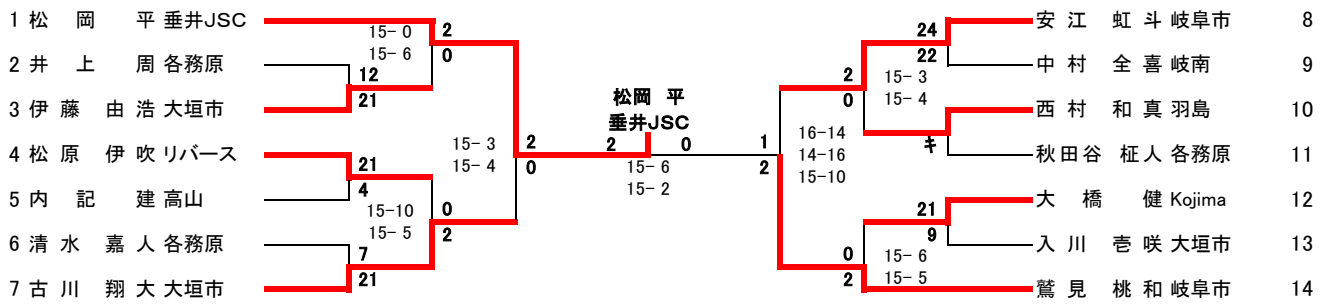 1 松岡 平 垂井JSC
2 井上 周 各務原
3 伊藤 由浩 大垣市
4 松原 伊吹 リバース
5 内記 建 高山
6 清水 嘉人 各務原
7 古川 翔大 大垣市
15- 0
15- 6
2
0
12
21
21
4
15-10
15- 5
0
2
7
21
15- 3
15- 4
2
0
松岡 平
垂井JSC
2 0
15- 6
15- 2
1
2
16-14
14-16
15-10
2
0
24
22
15- 3
15- 4
キ
21
9
0
2
15- 6
15- 5
安江 虹斗 岐阜市 8
中村 全喜 岐南 9
西村 和真 羽島 10
秋田谷 柾人 各務原 11
大橋 健 Kojima 12
入川 壱咲 大垣市 13
鷲見 桃和 岐阜市 14